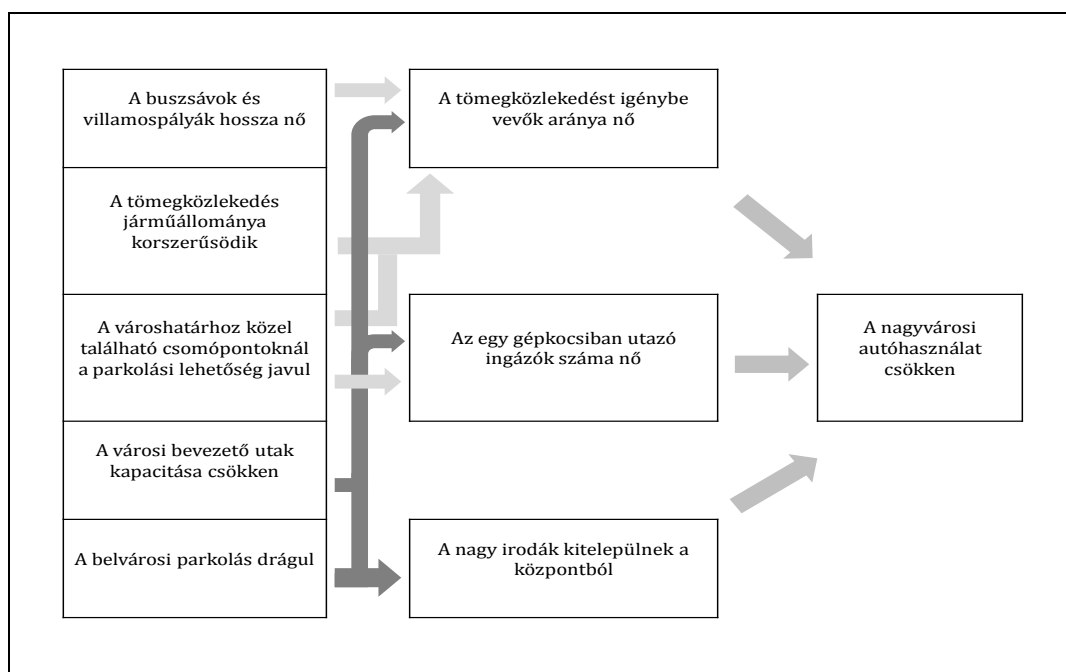 A buszsávok és
villamospályák hossza nő
A tömegközlekedés
járműállománya
korszerűsödik
A városhatárhoz közel
található csomópontoknál
a parkolási lehetőség javul
A városi bevezető utak
kapacitása csökken
A belvárosi parkolás drágul
A tömegközlekedést igénybe
vevők aránya nő
Az egy gépkocsiban utazó
ingázók száma nő
A nagy irodák kitelepülnek a
központból
A nagyvárosi
autóhasználat
csökken